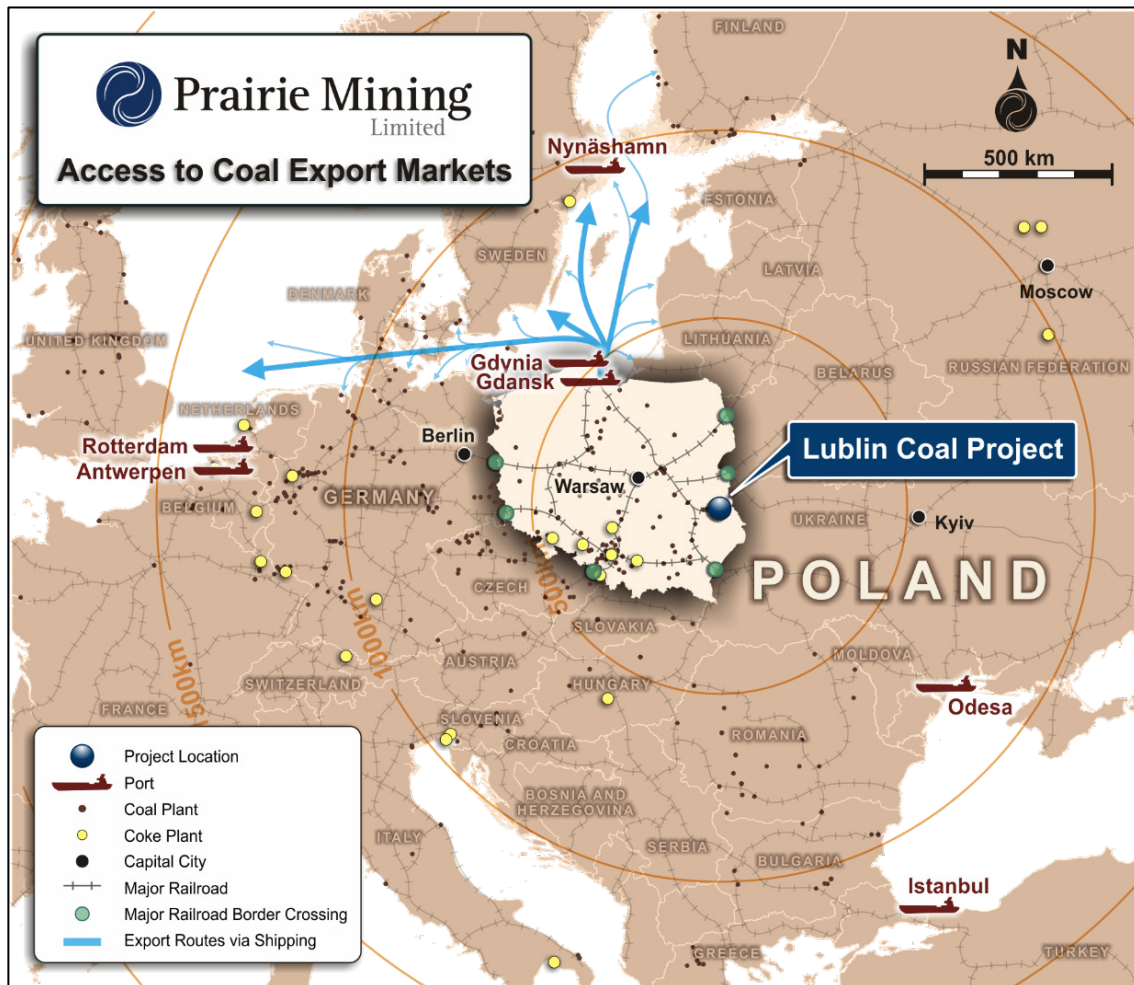 Prairie Mining
Limited
Access to Coal Export Markets
N
500 km
FINLAND
Nynäshamn
ESTONIA
SWEDEN
LATVIA
Moscow
DENMARK
UNITED KINGDOM
LITHUANIA
Gdynia
Gdansk
BELARUS
RUSSIAN FEDERATION
NETHERLANDS
Rotterdam
Antwerpen
Berlin
Lublin Coal Project
Warsaw
GERMANY
BELGIUM
UKRAINE
Kyiv
POLAND
CZECH
500km
1000km
1500km
SLOVAKIA
MOLDOVA
AUSTRIA
SWITZERLAND
HUNGARY
FRANCE
Odesa
SLOVENIA
CROATIA
ROMANIA
BOSNIA AND
HERZEGOVINA
ITALY
SERBIA
BULGARIA
Istanbul
GREECE
TURKEY
Project Location
Port
Coal Plant
Coke Plant
Capital City
Major Railroad
Major Railroad Border Crossing
Export Routes via Shipping